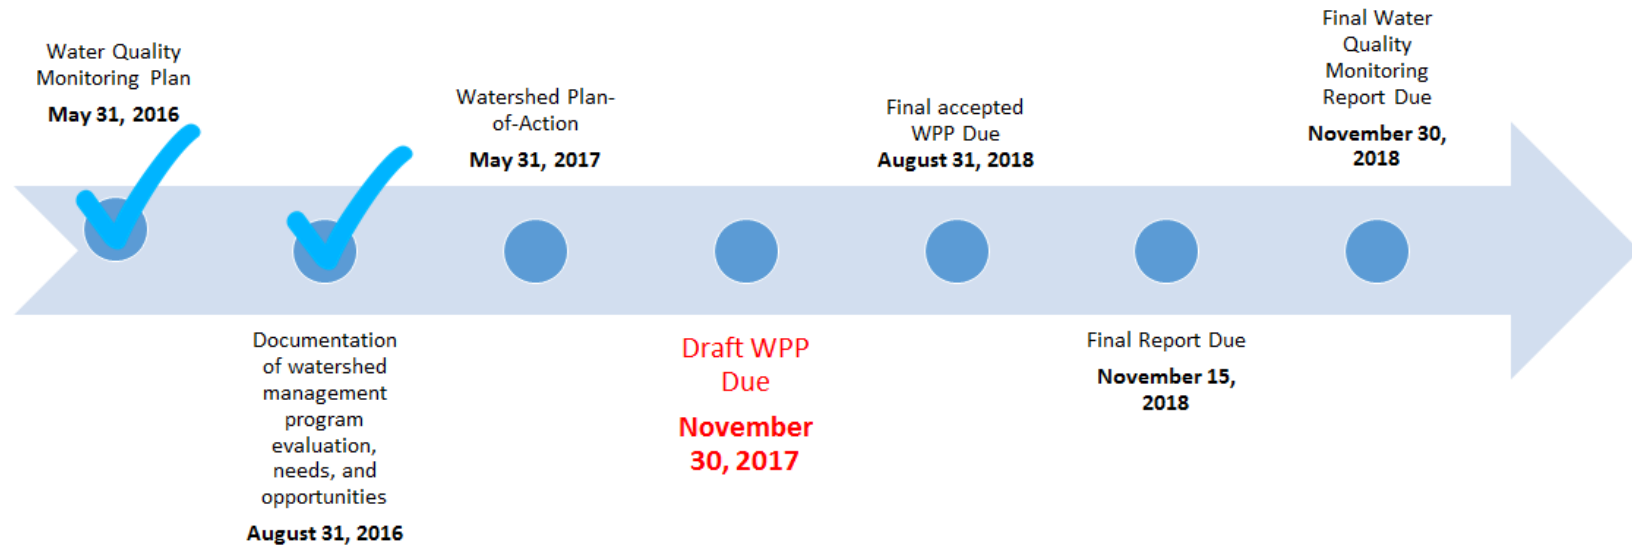 Water Quality
Monitoring Plan
May 31, 2016
Documentation
of watershed
management
program
evaluation,
needs, and
opportunities
August 31, 2016
Watershed Plan-
of-Action
May 31, 2017
Draft WPP
Due
November
30, 2017
Final accepted
WPP Due
August 31, 2018
Final Report Due
November 15,
2018
Final Water
Quality
Monitoring
Report Due
November 30,
2018